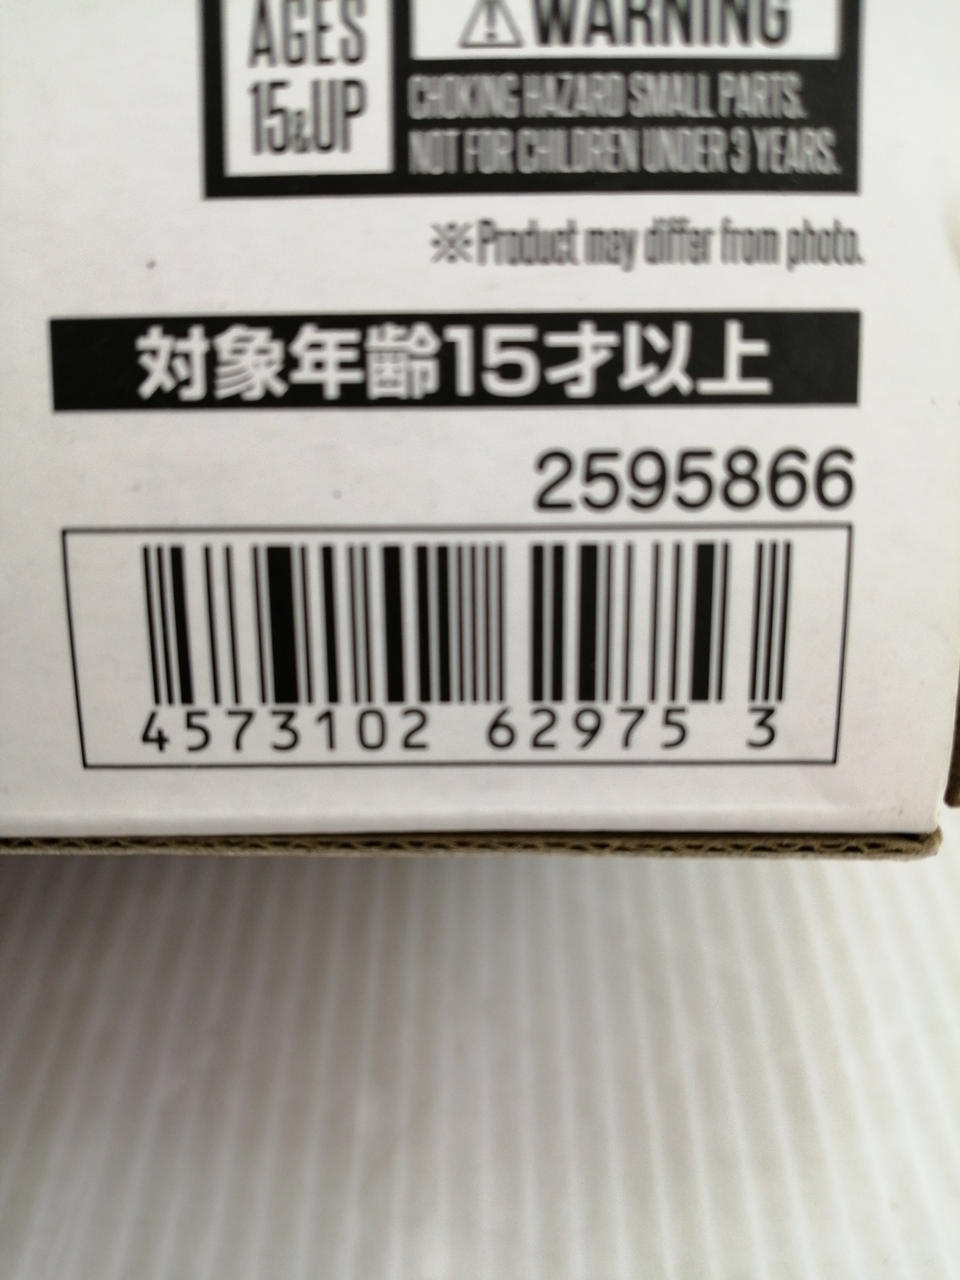 AGES
15&UP
⚠WARNING
CHOKING HAZARD SMALL PARTS.
NOT FOR CHILDREN UNDER 3 YEARS.
※Product may differ from photo.
対象年齢15才以上
2595866
4573102 62975 3